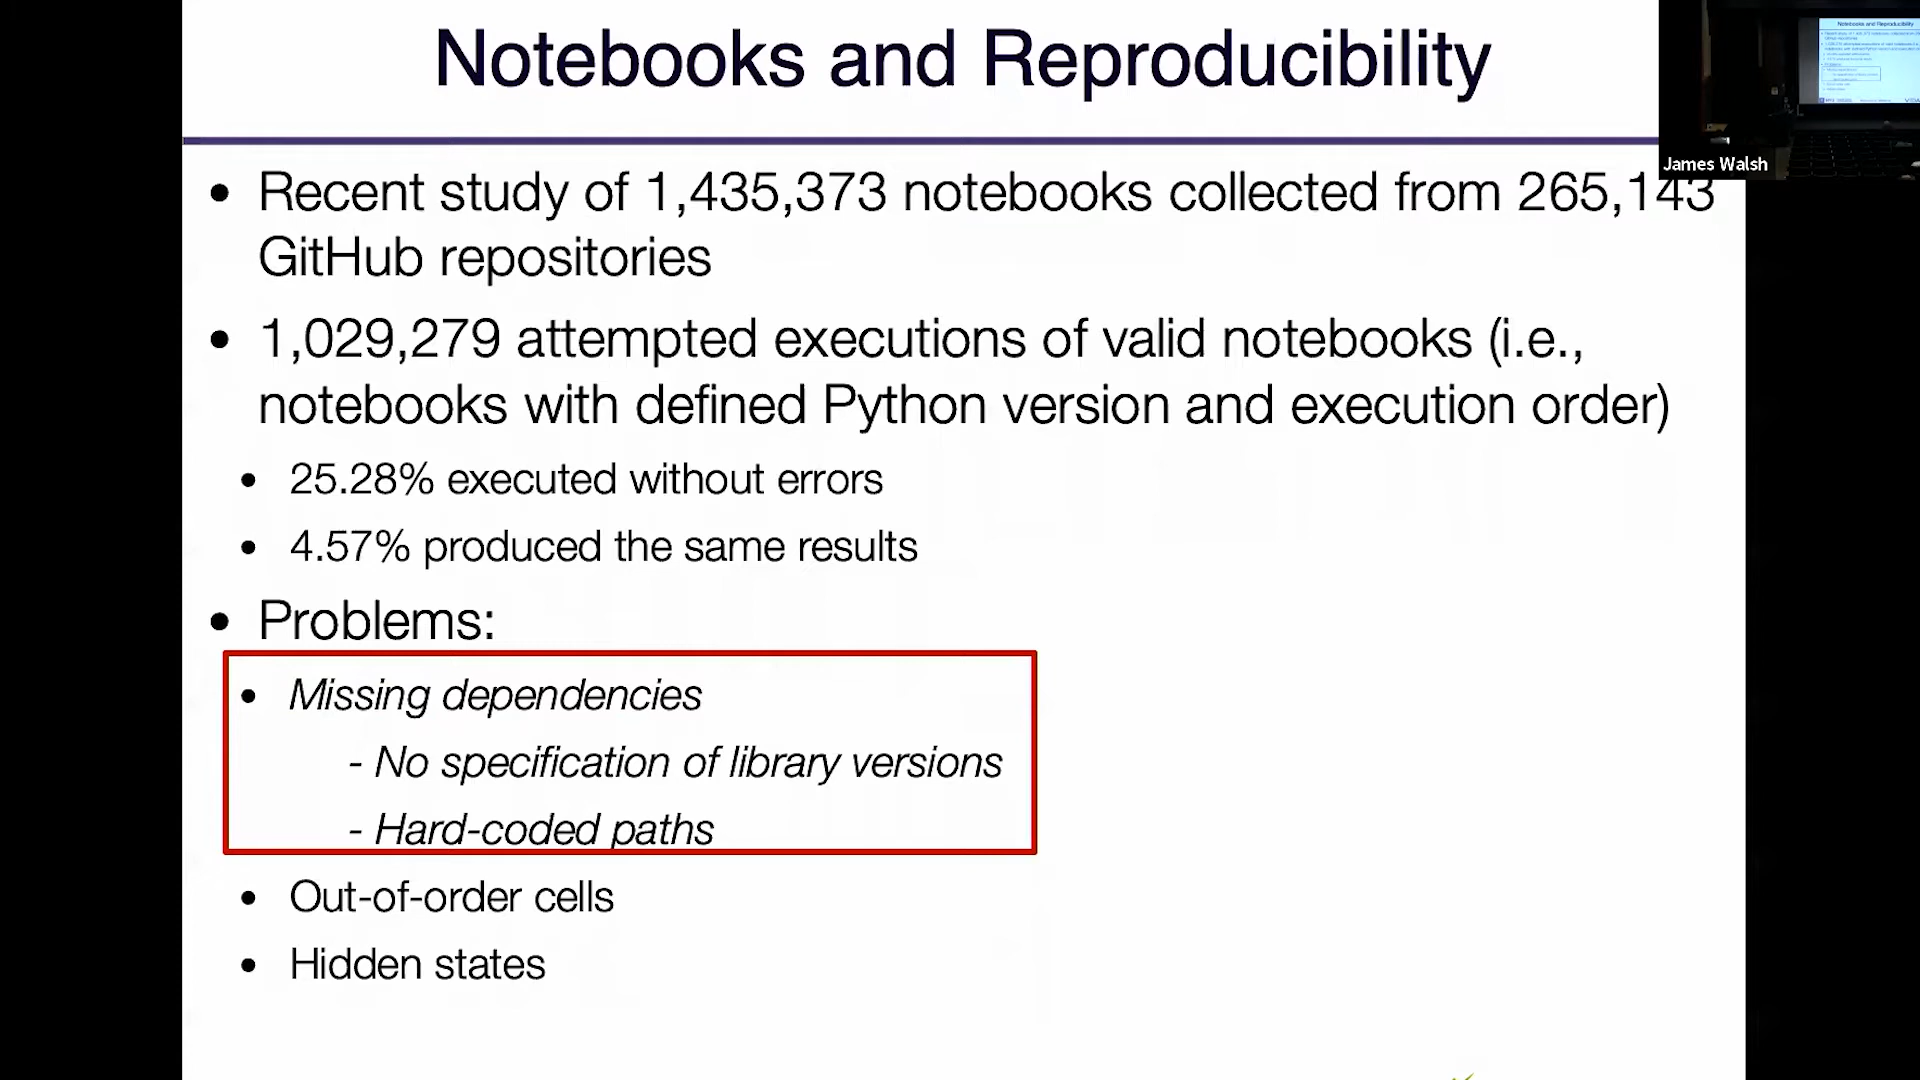 Notebooks and Reproducibility
James Walsh
• Recent study of 1,435,373 notebooks collected from 265,143
GitHub repositories
• 1,029,279 attempted executions of valid notebooks (i.e.,
notebooks with defined Python version and execution order)
• 25.28% executed without errors
• 4.57% produced the same results
• Problems:
• Missing dependencies
- No specification of library versions
- Hard-coded paths
• Out-of-order cells
• Hidden states